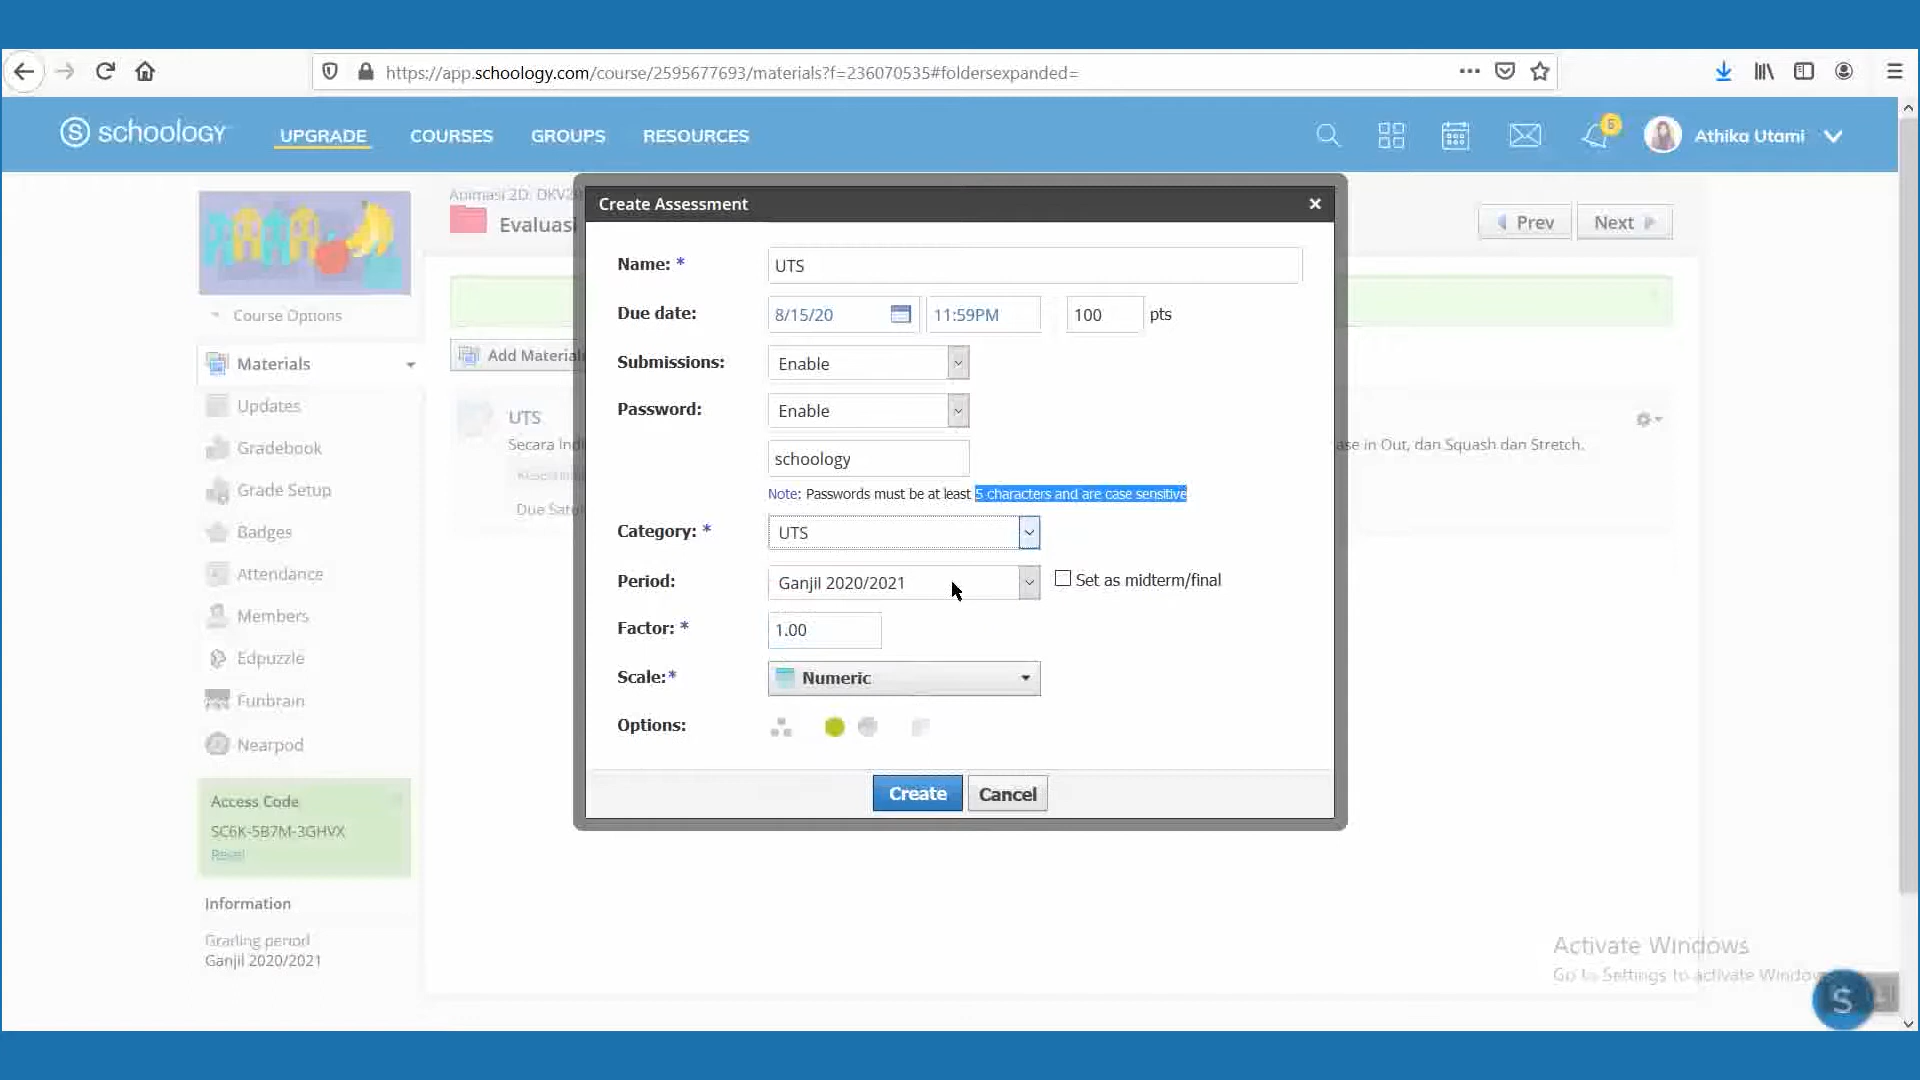 https://app.schoology.com/course/2595677693/materials?f=236070535#foldersexpanded=
schoology
UPGRADE
COURSES
GROUPS
RESOURCES
6
Athika Utami
Animasi 2D: DKV20
Evaluasi
Prev
Next
Course Options
Add Materials
Materials
Updates
Gradebook
Grade Setup
Badges
Attendance
Members
Edpuzzle
Funbrain
Nearpod
Access Code
SC6K-5B7M-3GHVX
Reset
Information
Grading period
Ganjil 2020/2021
UTS
Secara Ind
ase in Out, dan Squash dan Stretch.
Due Satu
Create Assessment
Name: *
UTS
Due date:
8/15/20
11:59PM
100
pts
Submissions:
Enable
Password:
Enable
schoology
Note: Passwords must be at least 5 characters and are case sensitive
Category: *
UTS
Period:
Ganjil 2020/2021
Set as midterm/final
Factor: *
1.00
Scale:*
Numeric
Options:
Create
Cancel
Activate Windows
Go to Settings to activate Windows